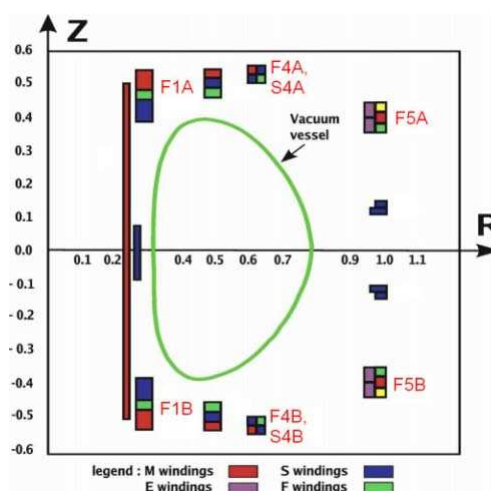 Z
0.6
F4A,
F1A
S4A
0.5
Vacuum
vessel
F5A
0.4
0.3
0.2
0.1
R
0.0
0.1 0.2 0.4 0.5 0.6 0.7 0.9 1.0 1.1
- 0.1
- 0.2
- 0.3
-0.4
F5B
F1B
F4B,
S4B
-0.5
-0.6
legend : M windings S windings
E windings F windings